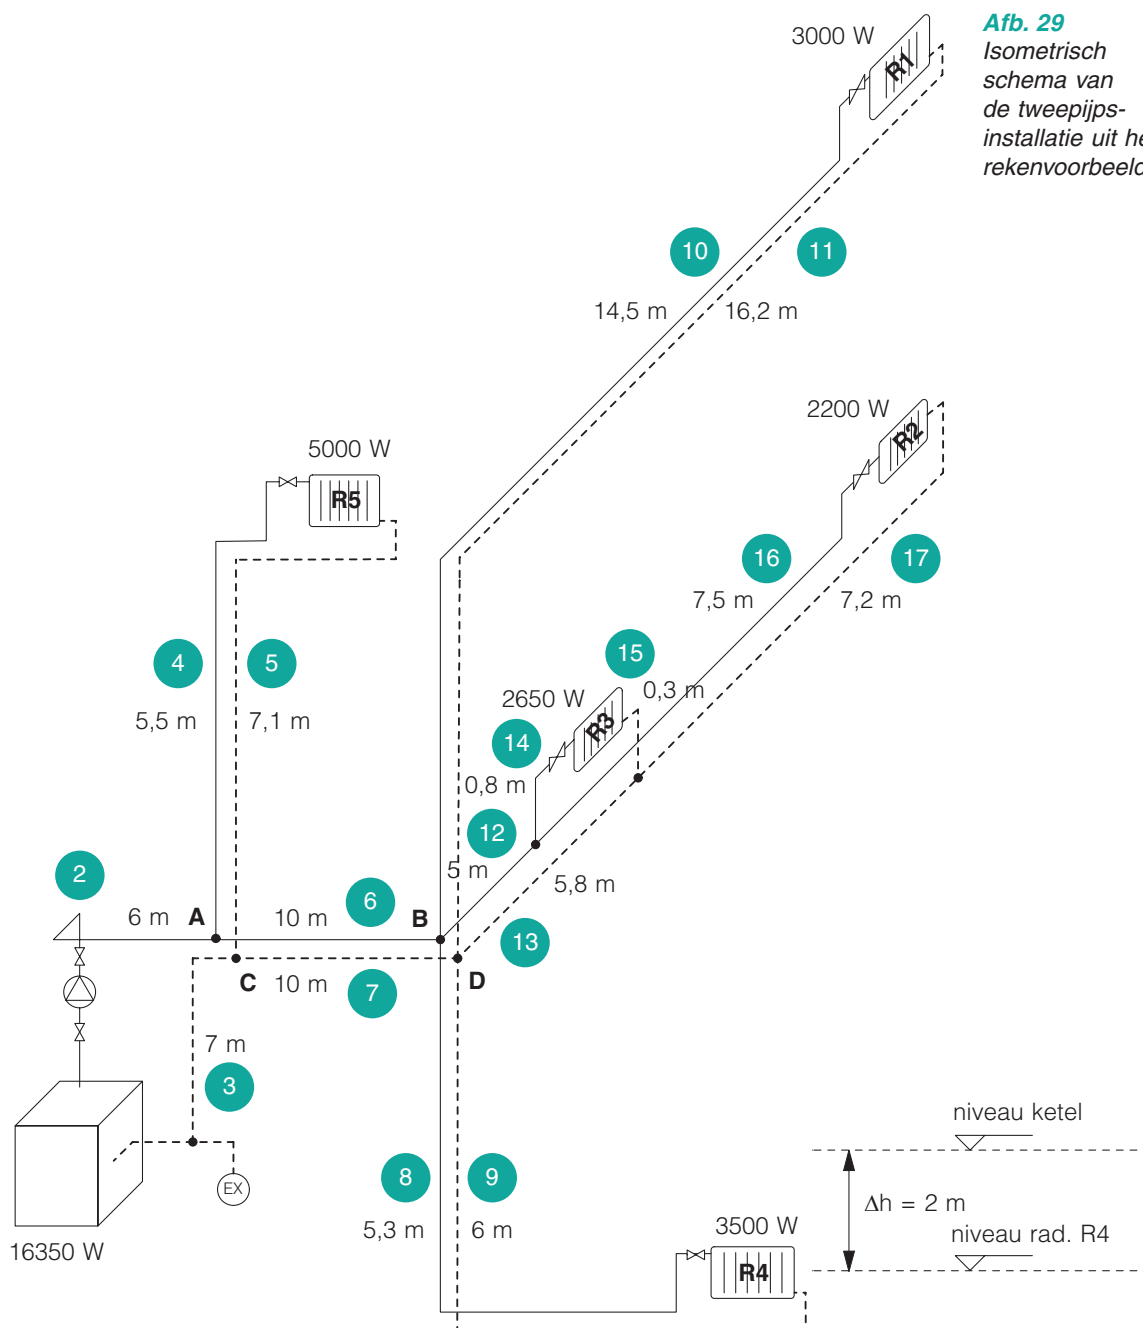 Afb. 29
Isometrisch
schema van
de tweepijps-
installatie uit he
rekenvoorbeeld
3000 W
R1
10
11
14,5 m
16,2 m
2200 W
R2
5000 W
R5
16
17
7,5 m
7,2 m
4
5
5,5 m
7,1 m
15
2650 W
0,3 m
R3
14
0,8 m
12
5 m
5,8 m
2
6 m
A
10 m
6
B
13
C
10 m
7
D
7 m
3
EX
16350 W
8
9
5,3 m
6 m
3500 W
R4
niveau ketel
Δh = 2 m
niveau rad. R4